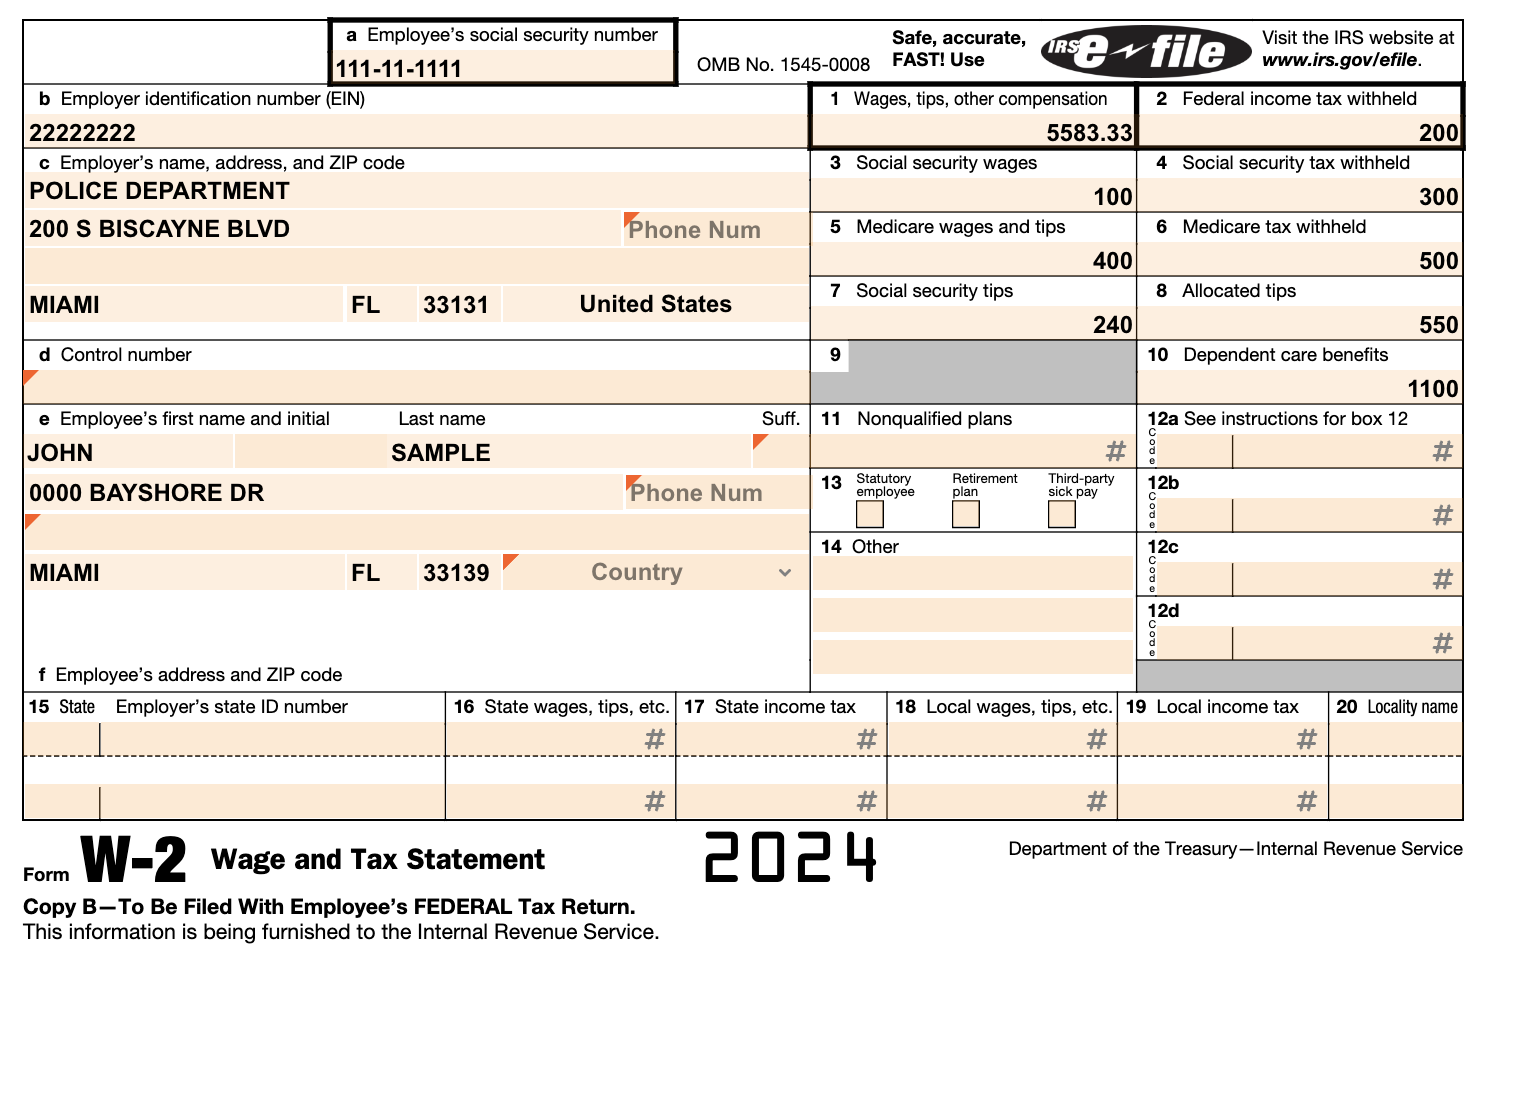 a Employee's social security number
111-11-1111
OMB No. 1545-0008
Safe, accurate,
FAST! Use
IRS e-file
Visit the IRS website at
www.irs.gov/efile.
b Employer identification number (EIN)
22222222
1 Wages, tips, other compensation
5583.33
2 Federal income tax withheld
200
c Employer's name, address, and ZIP code
POLICE DEPARTMENT
200 S BISCAYNE BLVD
Phone Num
MIAMI FL 33131 United States
3 Social security wages
100
4 Social security tax withheld
300
5 Medicare wages and tips
400
6 Medicare tax withheld
500
7 Social security tips
240
8 Allocated tips
550
d Control number
9
10 Dependent care benefits
1100
e Employee's first name and initial Last name Suff.
JOHN SAMPLE
0000 BAYSHORE DR
Phone Num
MIAMI FL 33139 Country
f Employee's address and ZIP code
11 Nonqualified plans
#
12a See instructions for box 12
Code
#
13 Statutory employee Retirement plan Third-party sick pay
12b
Code
#
14 Other
12c
Code
#
12d
Code
#
15 State Employer's state ID number 16 State wages, tips, etc. 17 State income tax 18 Local wages, tips, etc. 19 Local income tax 20 Locality name
# # # #
# # # #
Form W-2 Wage and Tax Statement
2024
Department of the Treasury—Internal Revenue Service
Copy B—To Be Filed With Employee's FEDERAL Tax Return.
This information is being furnished to the Internal Revenue Service.